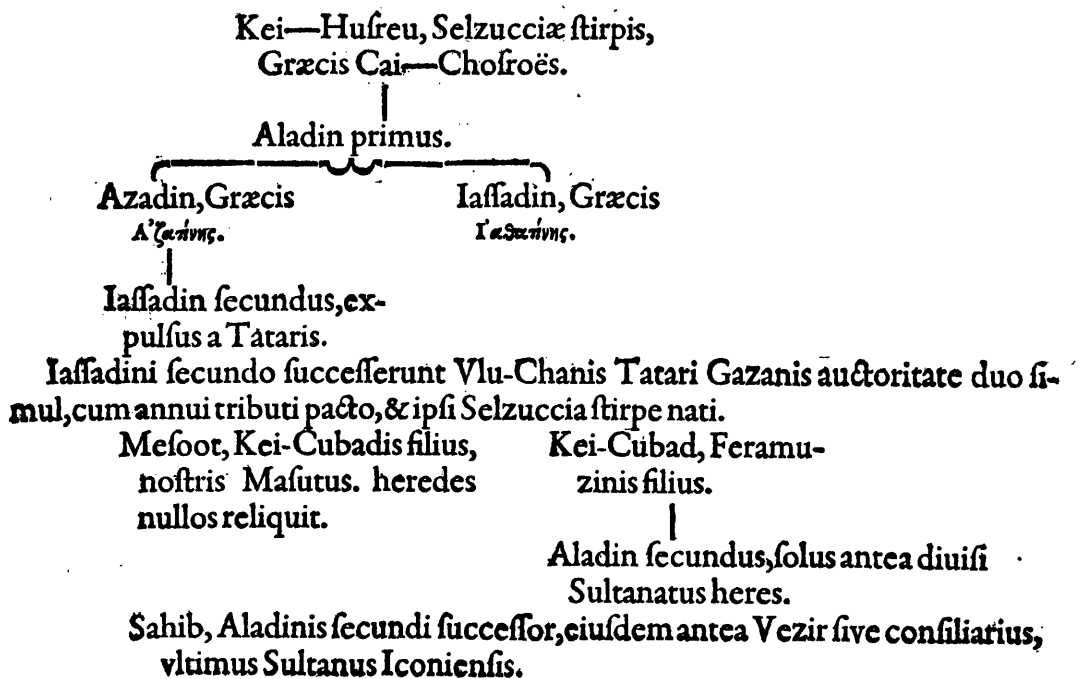 Kei—Huſreu, Selzucciæ ſtirpis,
Græcis Cai—Choſroës.
Aladin primus.
Azadin, Græcis
Ἀζατίνης.
Iaſſadin, Græcis
Ἰαθατίνης.
Iaſſadin ſecundus, ex-
pulſus a Tataris.
Iaſſadini ſecundo ſucceſſerunt Vlu-Chanis Tatari Gazanis auctoritate duo ſi-
mul, cum annui tributi pacto, & ipſi Selzuccia ſtirpe nati.
Meſoot, Kei-Cubadis filius,
noſtris Maſutus. heredes
nullos reliquit.
Kei-Cubad, Feramu-
zinis filius.
Aladin ſecundus, ſolus antea diuiſi
Sultanatus heres.
Sahib, Aladinis ſecundi ſucceſſor, eiuſdem antea Vezir ſive conſiliarius,
vltimus Sultanus Iconienſis.